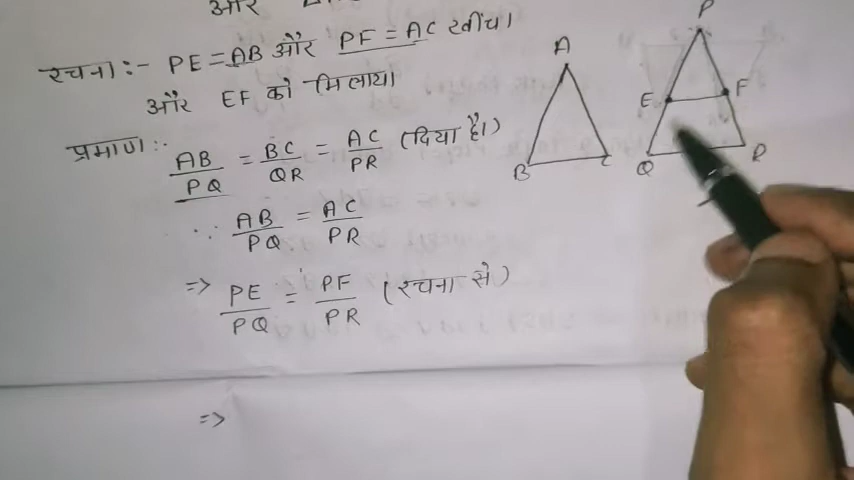 और
रचना:- PE = AB और PF = AC खींचा
और EF को मिलाया।
प्रमाण:-
AB/PQ = BC/QR = AC/PR (दिया है।)
∵ AB/PQ = AC/PR
=> PE/PQ = PF/PR (रचना से)
=>
A
B
C
P
E
F
Q
R